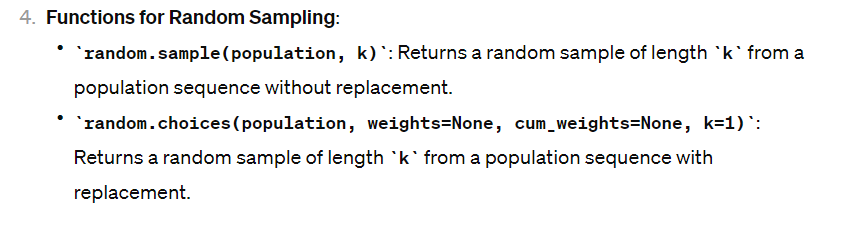 4. Functions for Random Sampling:
• `random.sample(population, k)`: Returns a random sample of length `k` from a
population sequence without replacement.
• `random.choices(population, weights=None, cum_weights=None, k=1)`:
Returns a random sample of length `k` from a population sequence with
replacement.